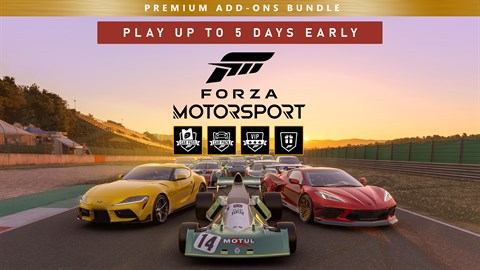 PREMIUM ADD-ONS BUNDLE
PLAY UP TO 5 DAYS EARLY
FORZA
MOTORSPORT
VIP
14
MOTUL